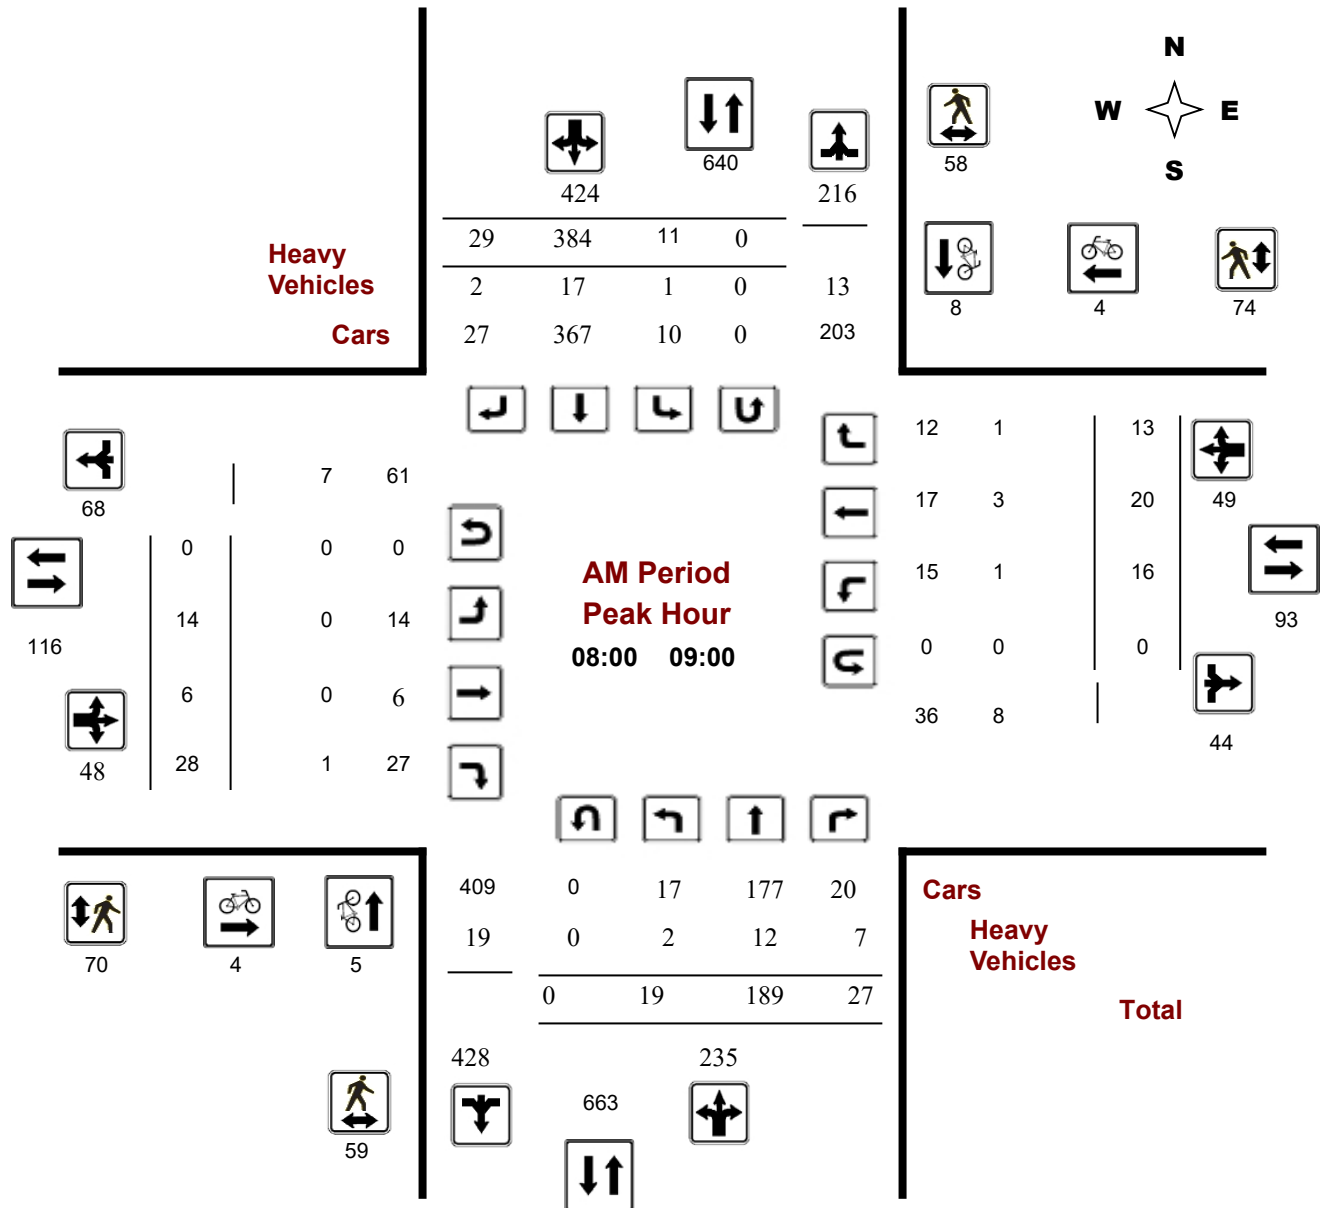 N
W E
S
640
58
424
216
29 384 11 0
Heavy
Vehicles
2 17 1 0 13
8 4 74
Cars
27 367 10 0 203
12 1 13
7 61
68
17 3 20 49
0 0 0
AM Period
15 1 16
Peak Hour
14 0 14
93
116
08:00 09:00
0 0 0
6 0 6
36 8
44
48
28 1 27
409 0 17 177 20
Cars
19 0 2 12 7
Heavy
Vehicles
70 4 5
0 19 189 27
Total
428 235
663
59